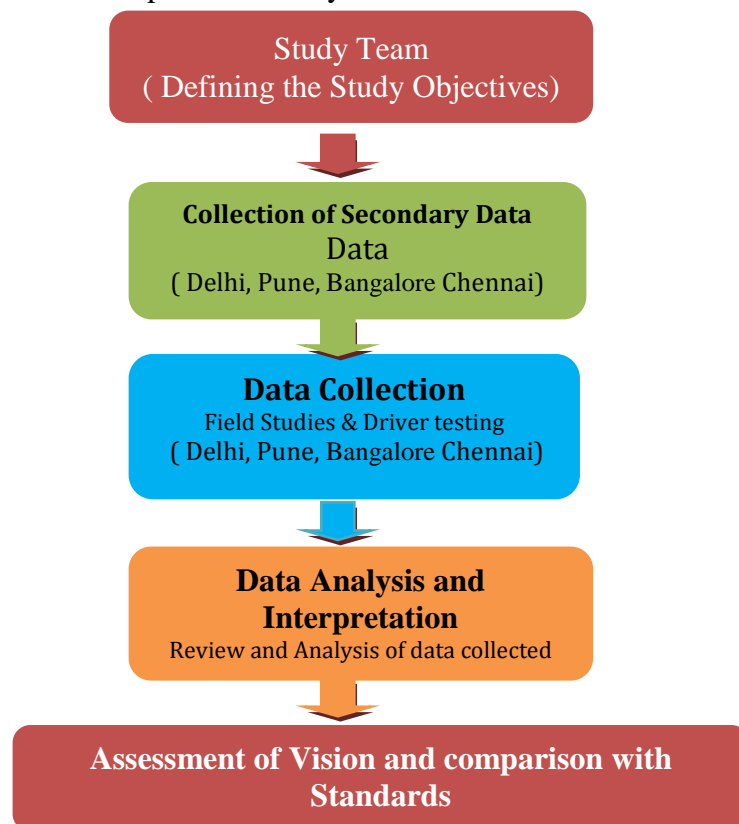 Study Team
( Defining the Study Objectives)
Collection of Secondary Data
Data
( Delhi, Pune, Bangalore Chennai)
Data Collection
Field Studies & Driver testing
( Delhi, Pune, Bangalore Chennai)
Data Analysis and
Interpretation
Review and Analysis of data collected
Assessment of Vision and comparison with
Standards